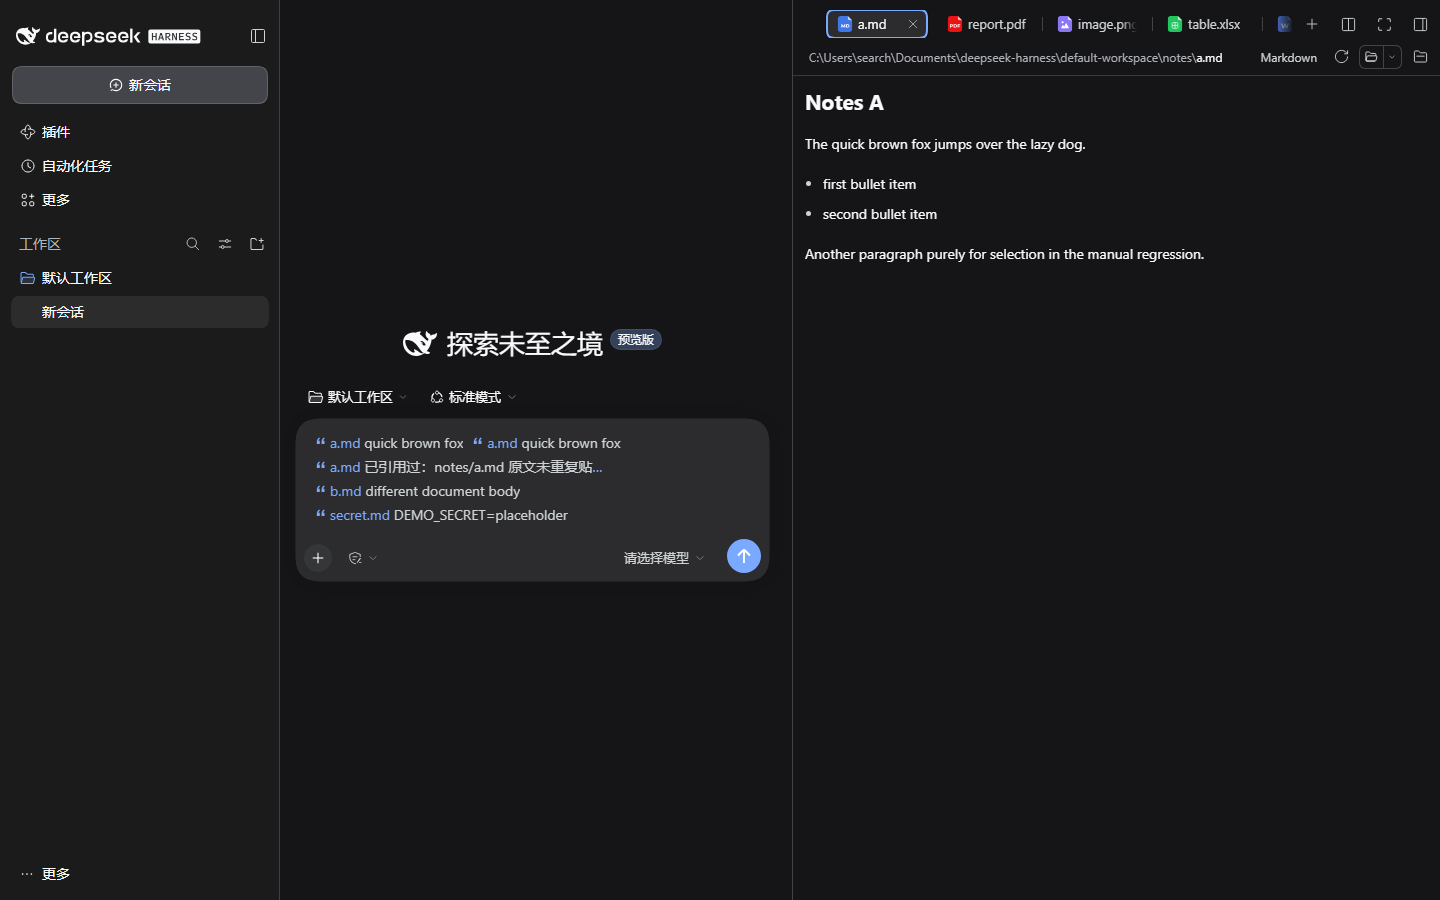 deepseek HARNESS
新会话
插件
自动化任务
更多
工作区
默认工作区
新会话
更多
探索未至之境 预览版
默认工作区 标准模式
a.md quick brown fox a.md quick brown fox
a.md 已引用过：notes/a.md 原文未重复贴...
b.md different document body
secret.md DEMO_SECRET=placeholder
请选择模型
a.md report.pdf image.png table.xlsx
C:\Users\search\Documents\deepseek-harness\default-workspace\notes\a.md Markdown
Notes A
The quick brown fox jumps over the lazy dog.
first bullet item
second bullet item
Another paragraph purely for selection in the manual regression.